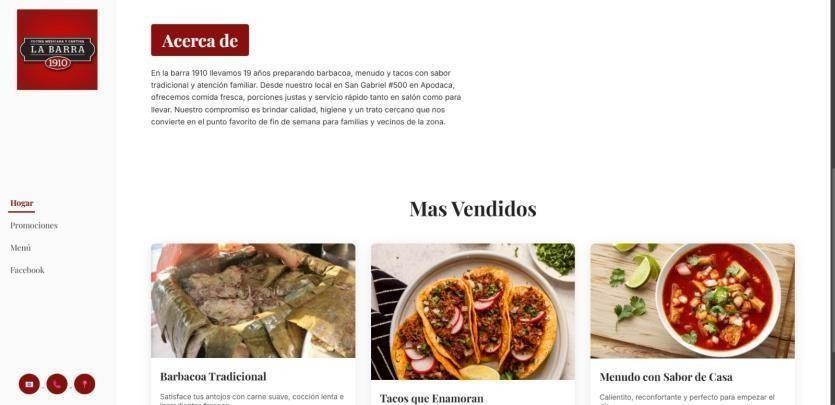 COCINA MEXICANA Y CANTINA
LA BARRA
1910
Hogar
Promociones
Menú
Facebook
Acerca de
En la barra 1910 llevamos 19 años preparando barbacoa, menudo y tacos con sabor
tradicional y atención familiar. Desde nuestro local en San Gabriel #500 en Apodaca,
ofrecemos comida fresca, porciones justas y servicio rápido tanto en salón como para
llevar. Nuestro compromiso es brindar calidad, higiene y un trato cercano que nos
convierte en el punto favorito de fin de semana para familias y vecinos de la zona.
Mas Vendidos
Barbacoa Tradicional
Satisface tus antojos con carne suave, cocción lenta e
Tacos que Enamoran
Menudo con Sabor de Casa
Calientito, reconfortante y perfecto para empezar el